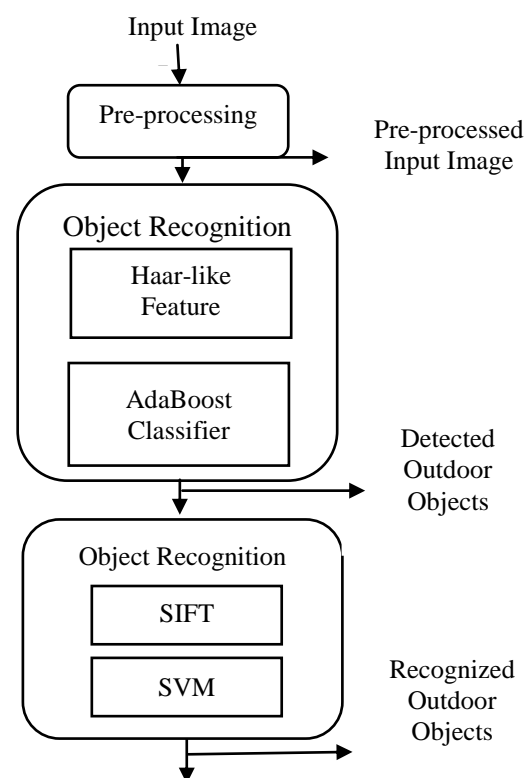 Input Image
Pre-processing
Pre-processed
Input Image
Object Recognition
Haar-like
Feature
AdaBoost
Classifier
Detected
Outdoor
Objects
Object Recognition
SIFT
SVM
Recognized
Outdoor
Objects